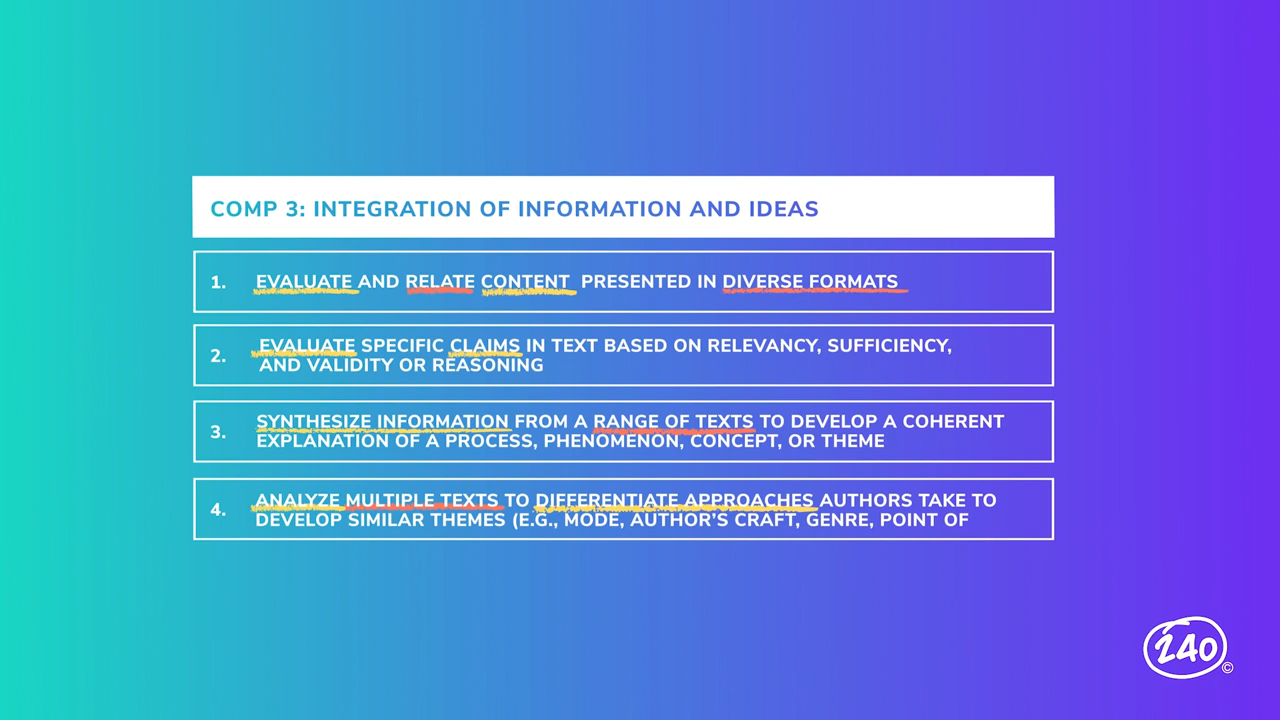 COMP 3: INTEGRATION OF INFORMATION AND IDEAS
1. EVALUATE AND RELATE CONTENT PRESENTED IN DIVERSE FORMATS
2. EVALUATE SPECIFIC CLAIMS IN TEXT BASED ON RELEVANCY, SUFFICIENCY,
AND VALIDITY OR REASONING
3. SYNTHESIZE INFORMATION FROM A RANGE OF TEXTS TO DEVELOP A COHERENT
EXPLANATION OF A PROCESS, PHENOMENON, CONCEPT, OR THEME
4. ANALYZE MULTIPLE TEXTS TO DIFFERENTIATE APPROACHES AUTHORS TAKE TO
DEVELOP SIMILAR THEMES (E.G., MODE, AUTHOR'S CRAFT, GENRE, POINT OF
240 ©